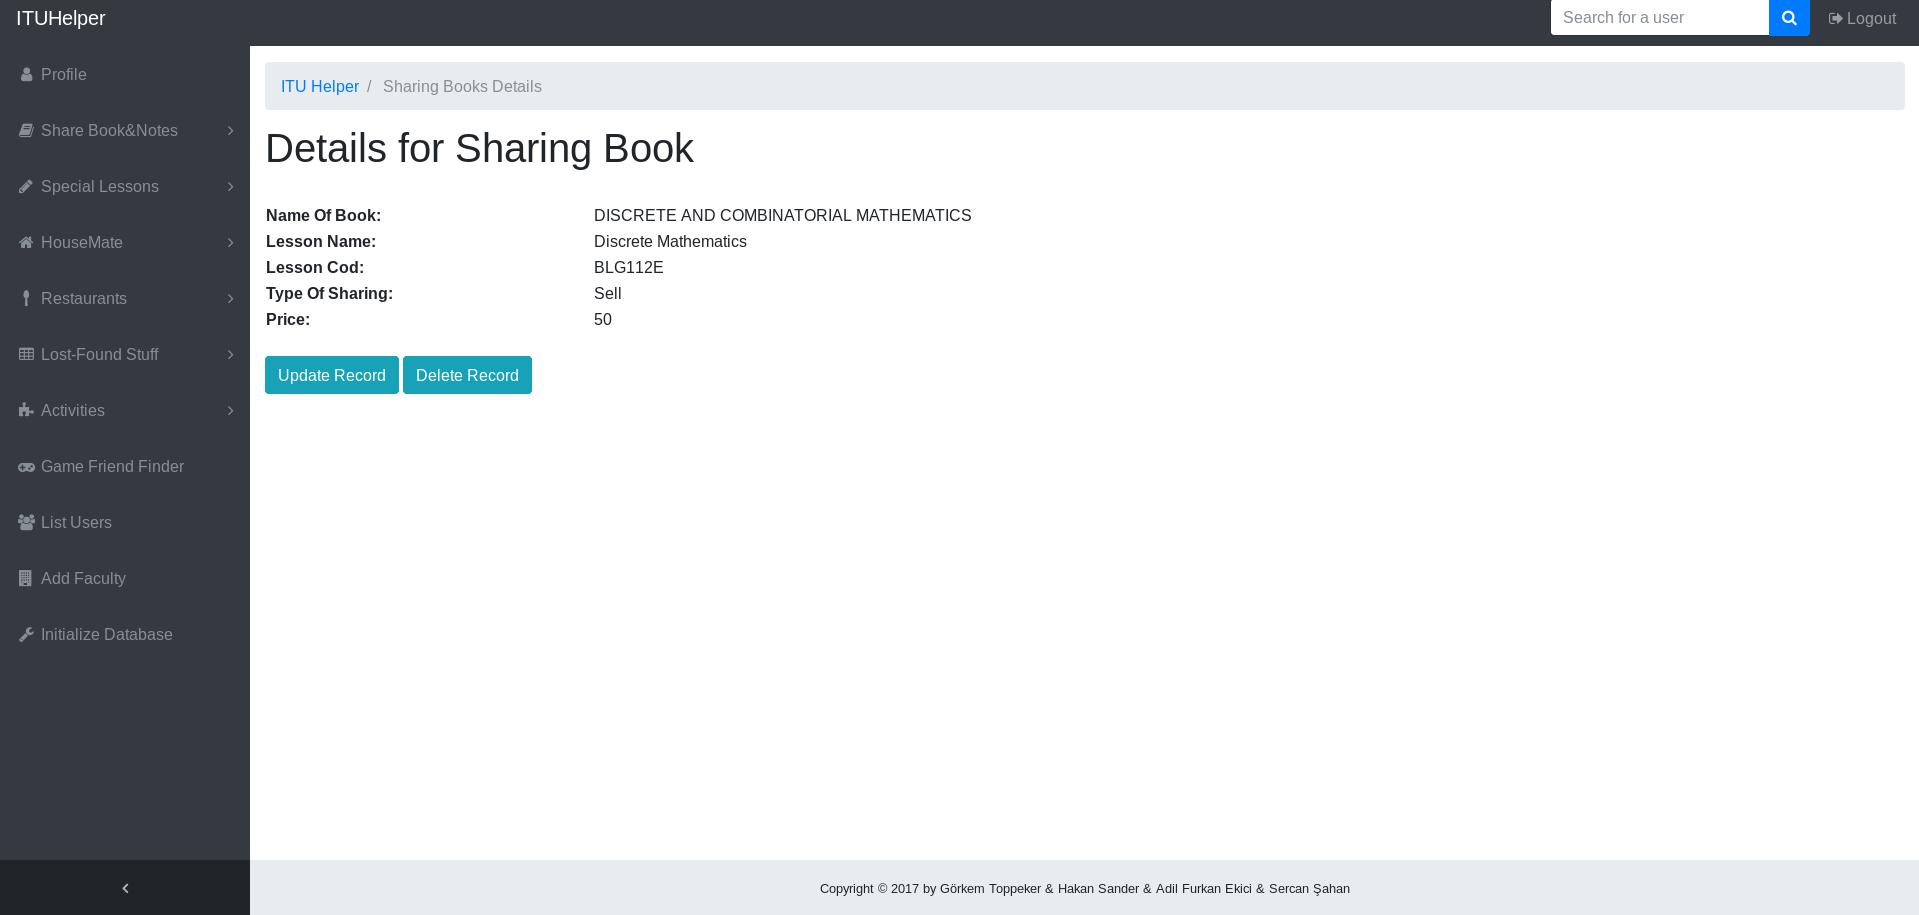 ITUHelper
Search for a user
Logout
Profile
Share Book&Notes
Special Lessons
HouseMate
Restaurants
Lost-Found Stuff
Activities
Game Friend Finder
List Users
Add Faculty
Initialize Database
ITU Helper / Sharing Books Details
Details for Sharing Book
Name Of Book: DISCRETE AND COMBINATORIAL MATHEMATICS
Lesson Name: Discrete Mathematics
Lesson Cod: BLG112E
Type Of Sharing: Sell
Price: 50
Update Record Delete Record
Copyright © 2017 by Görkem Toppeker & Hakan Sander & Adil Furkan Ekici & Sercan Şahan